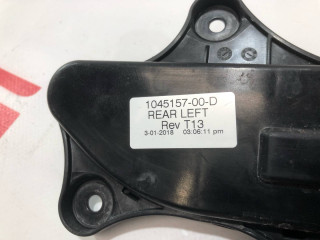 1045157-00-D
REAR LEFT
Rev T13
3-01-2018 03:06:11 pm